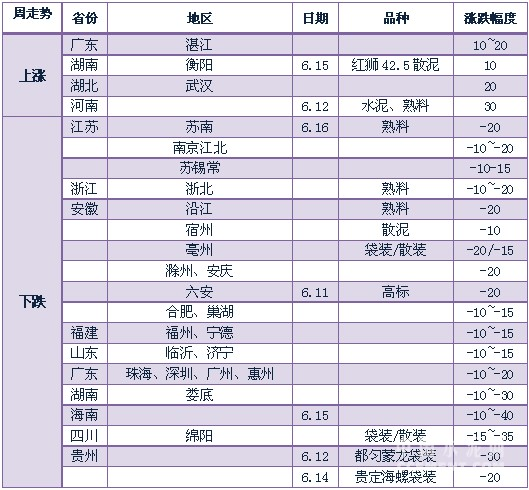 周走势 省份 地区 日期 品种 涨跌幅度
上涨
广东 湛江 10~20
湖南 衡阳 6.15 红狮 42.5 散泥 10
湖北 武汉 20
河南 6.12 水泥、熟料 30
下跌
江苏 苏南 6.16 熟料 -20
南京江北 -10~-20
苏锡常 -10-15
浙江 浙北 熟料 -10~-20
安徽 沿江 熟料 -20
宿州 散泥 -10
亳州 袋装/散装 -20/-15
滁州、安庆 -20
六安 6.11 高标 -20
合肥、巢湖 -10~-15
福建 福州、宁德 -10~-15
山东 临沂、济宁 -10~-15
广东 珠海、深圳、广州、惠州 -10~-20
湖南 娄底 -10~-30
海南 6.15 -10~-40
四川 绵阳 袋装/散装 -15~-35
贵州 6.12 都匀蒙龙袋装 -30
6.14 贵定海螺袋装 -20